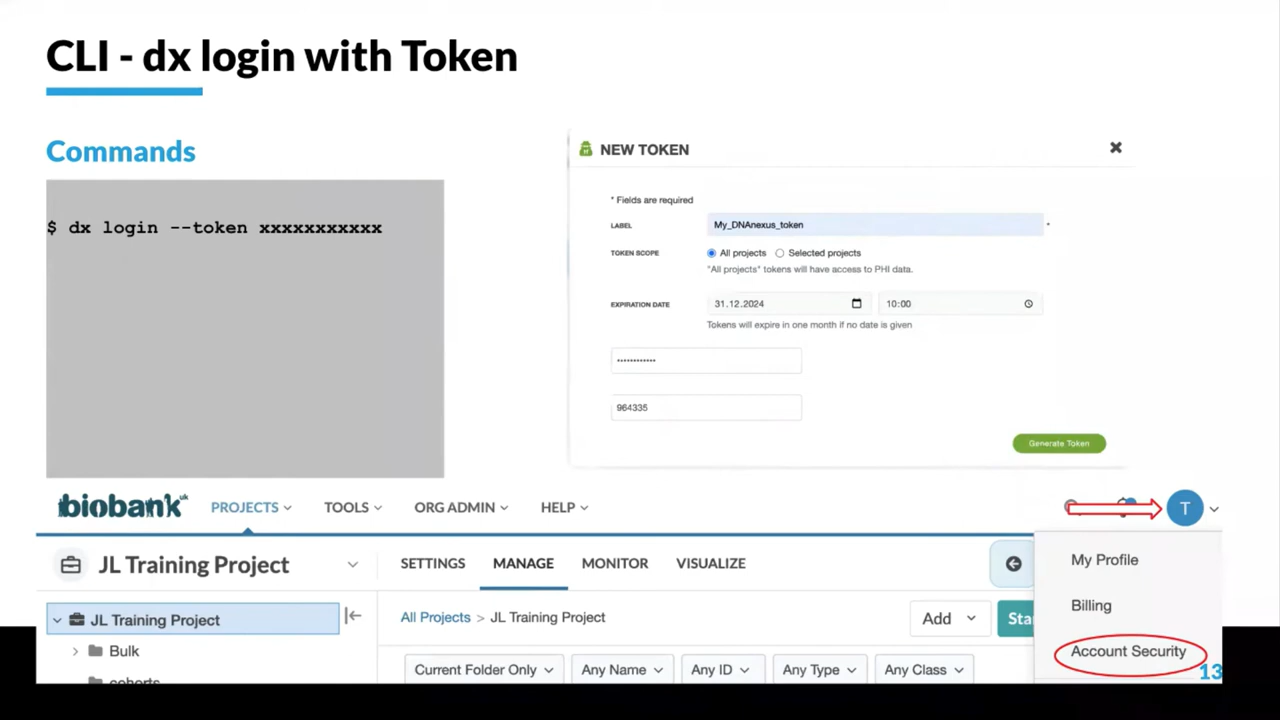 CLI - dx login with Token
Commands
$ dx login --token xxxxxxxxxxx
NEW TOKEN
* Fields are required
LABEL My_DNAnexus_token *
TOKEN SCOPE All projects Selected projects
"All projects" tokens will have access to PHI data.
EXPIRATION DATE 31.12.2024 10:00
Tokens will expire in one month if no date is given
••••••••••••
964335
Generate Token
biobank uk PROJECTS TOOLS ORG ADMIN HELP T
JL Training Project SETTINGS MANAGE MONITOR VISUALIZE
My Profile
Billing
Account Security
JL Training Project All Projects > JL Training Project Add Star
Bulk
cohorts Current Folder Only Any Name Any ID Any Type Any Class
13